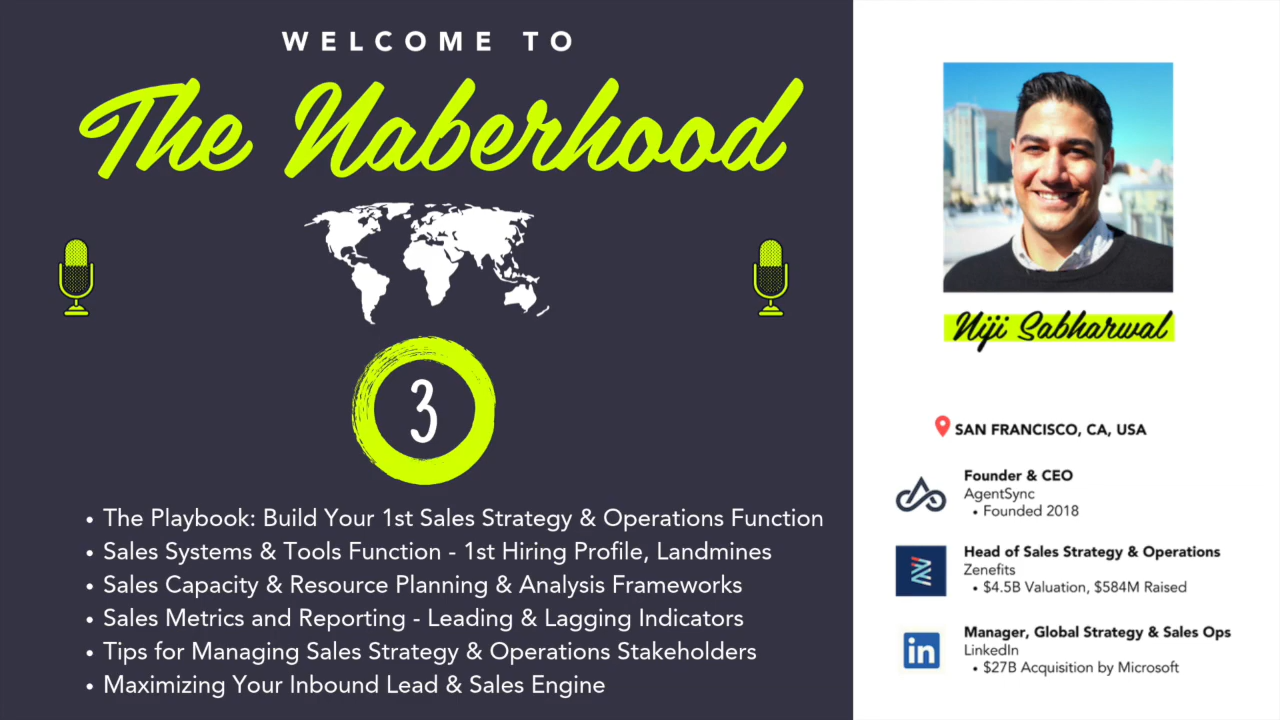 WELCOME TO
The Naberhood
3
• The Playbook: Build Your 1st Sales Strategy & Operations Function
• Sales Systems & Tools Function - 1st Hiring Profile, Landmines
• Sales Capacity & Resource Planning & Analysis Frameworks
• Sales Metrics and Reporting - Leading & Lagging Indicators
• Tips for Managing Sales Strategy & Operations Stakeholders
• Maximizing Your Inbound Lead & Sales Engine
Niji Sabharwal
SAN FRANCISCO, CA, USA
Founder & CEO
AgentSync
• Founded 2018
Head of Sales Strategy & Operations
Zenefits
• $4.5B Valuation, $584M Raised
in
Manager, Global Strategy & Sales Ops
LinkedIn
• $27B Acquisition by Microsoft